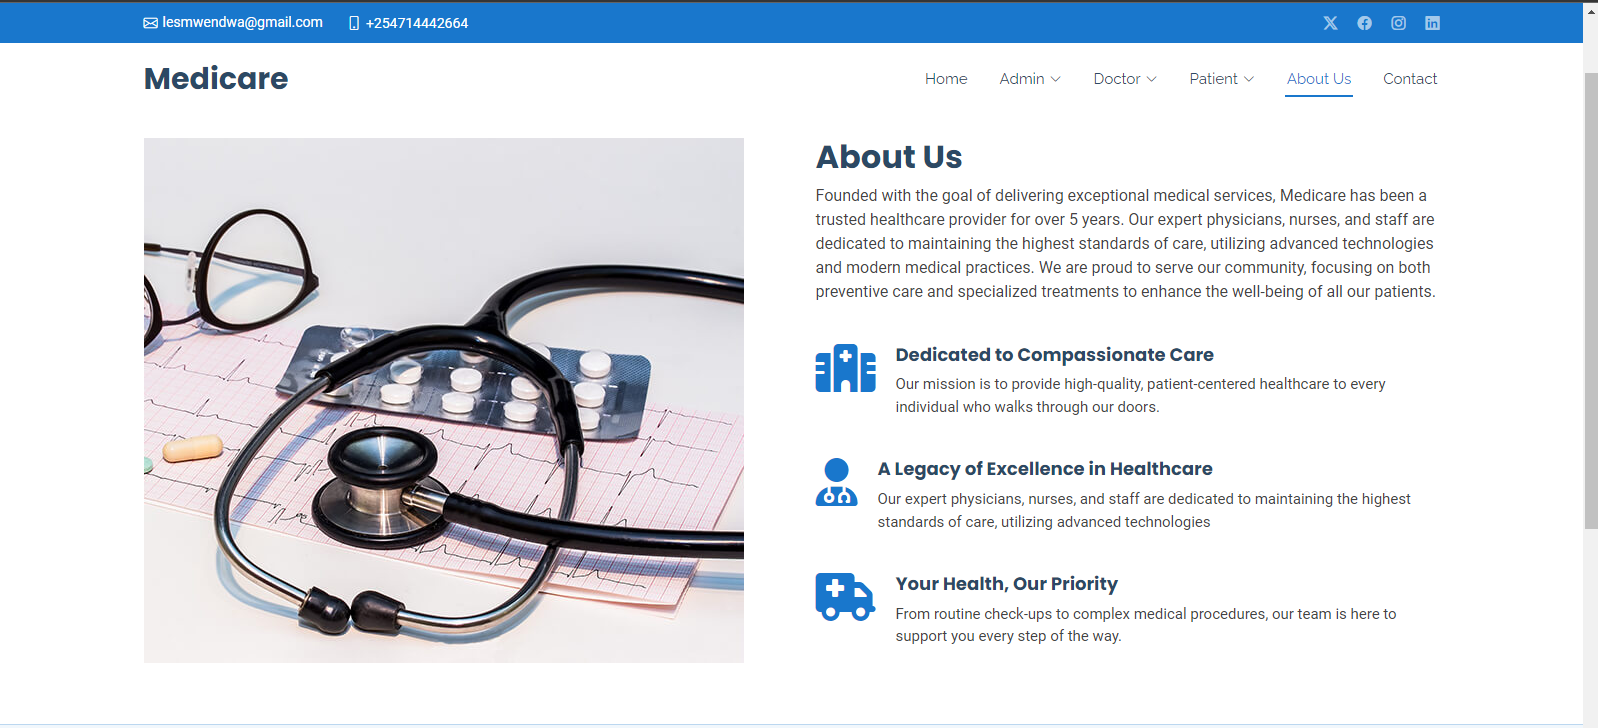 lesmwendwa@gmail.com +254714442664
Medicare
Home Admin Doctor Patient About Us Contact
About Us
Founded with the goal of delivering exceptional medical services, Medicare has been a
trusted healthcare provider for over 5 years. Our expert physicians, nurses, and staff are
dedicated to maintaining the highest standards of care, utilizing advanced technologies
and modern medical practices. We are proud to serve our community, focusing on both
preventive care and specialized treatments to enhance the well-being of all our patients.
Dedicated to Compassionate Care
Our mission is to provide high-quality, patient-centered healthcare to every
individual who walks through our doors.
A Legacy of Excellence in Healthcare
Our expert physicians, nurses, and staff are dedicated to maintaining the highest
standards of care, utilizing advanced technologies
Your Health, Our Priority
From routine check-ups to complex medical procedures, our team is here to
support you every step of the way.